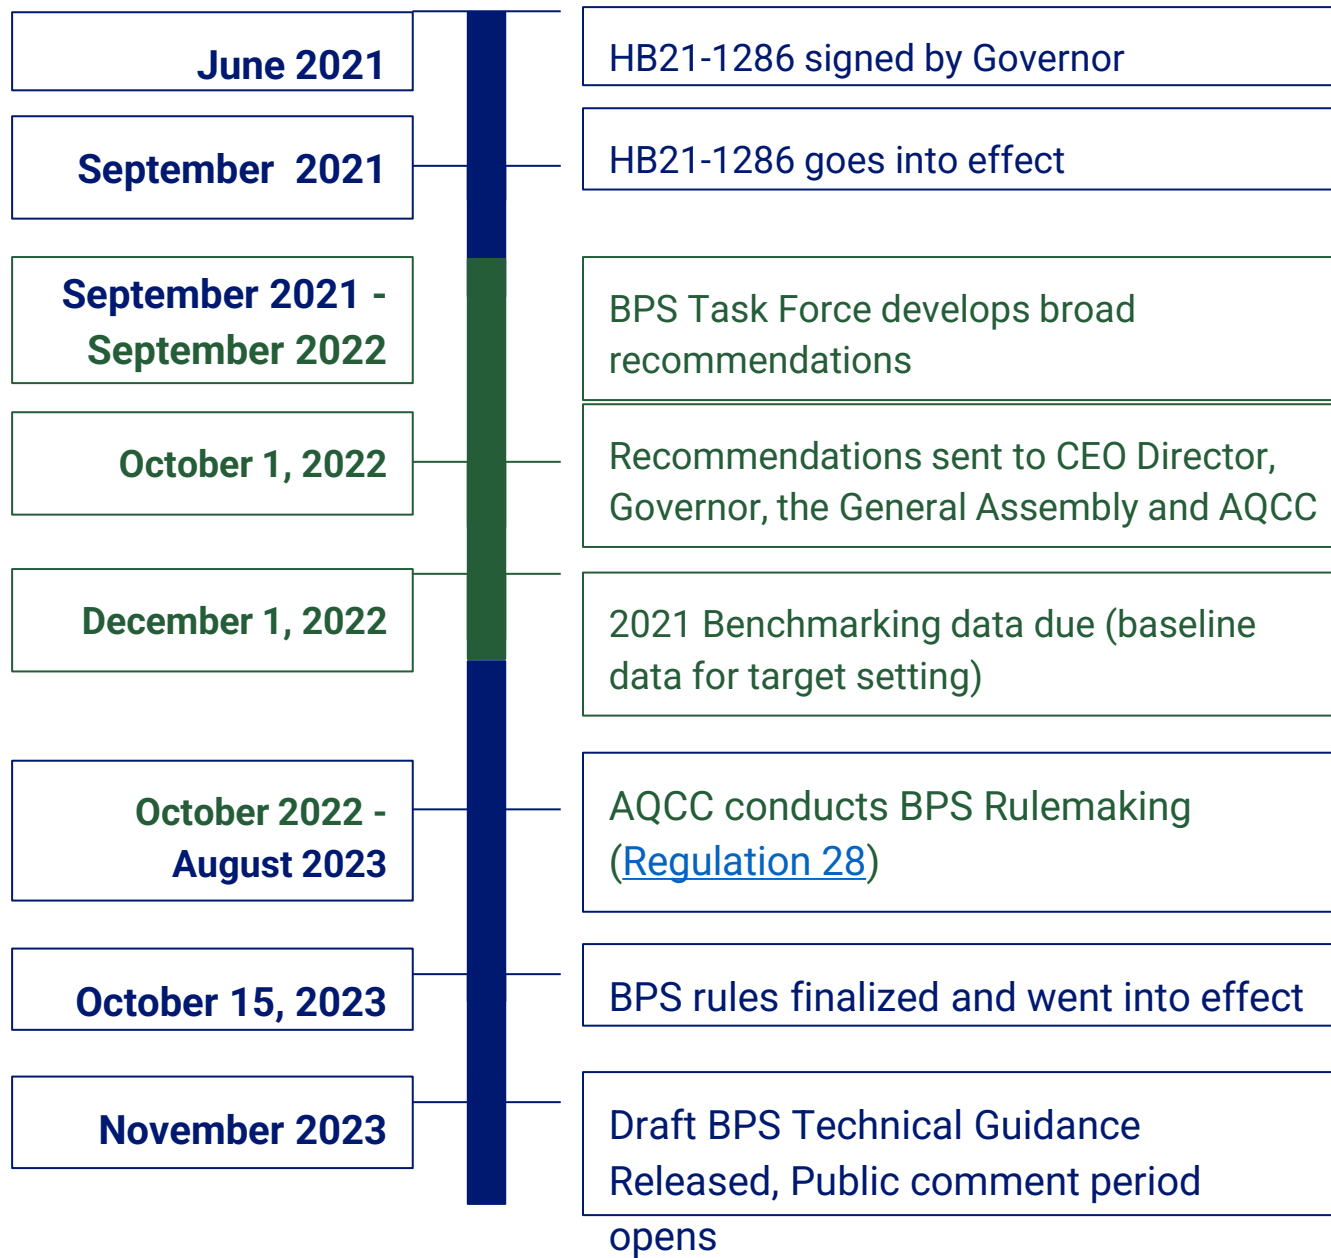 June 2021
HB21-1286 signed by Governor
September 2021
HB21-1286 goes into effect
September 2021 -
September 2022
BPS Task Force develops broad
recommendations
October 1, 2022
Recommendations sent to CEO Director,
Governor, the General Assembly and AQCC
December 1, 2022
2021 Benchmarking data due (baseline
data for target setting)
October 2022 -
August 2023
AQCC conducts BPS Rulemaking
(Regulation 28)
October 15, 2023
BPS rules finalized and went into effect
November 2023
Draft BPS Technical Guidance
Released, Public comment period
opens